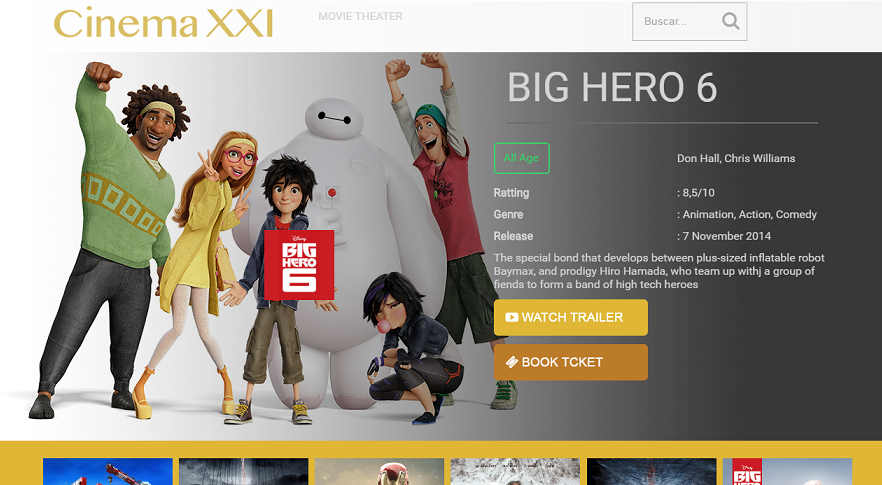 Cinema XXI
MOVIE THEATER
Buscar...
BIG HERO 6
All Age
Don Hall, Chris Williams
Ratting : 8,5/10
Genre : Animation, Action, Comedy
Release : 7 November 2014
The special bond that develops between plus-sized inflatable robot
Baymax, and prodigy Hiro Hamada, who team up withj a group of
fiends to form a band of high tech heroes
Disney
BIG
HERO
6
WATCH TRAILER
BOOK TCKET
Disney
BIG